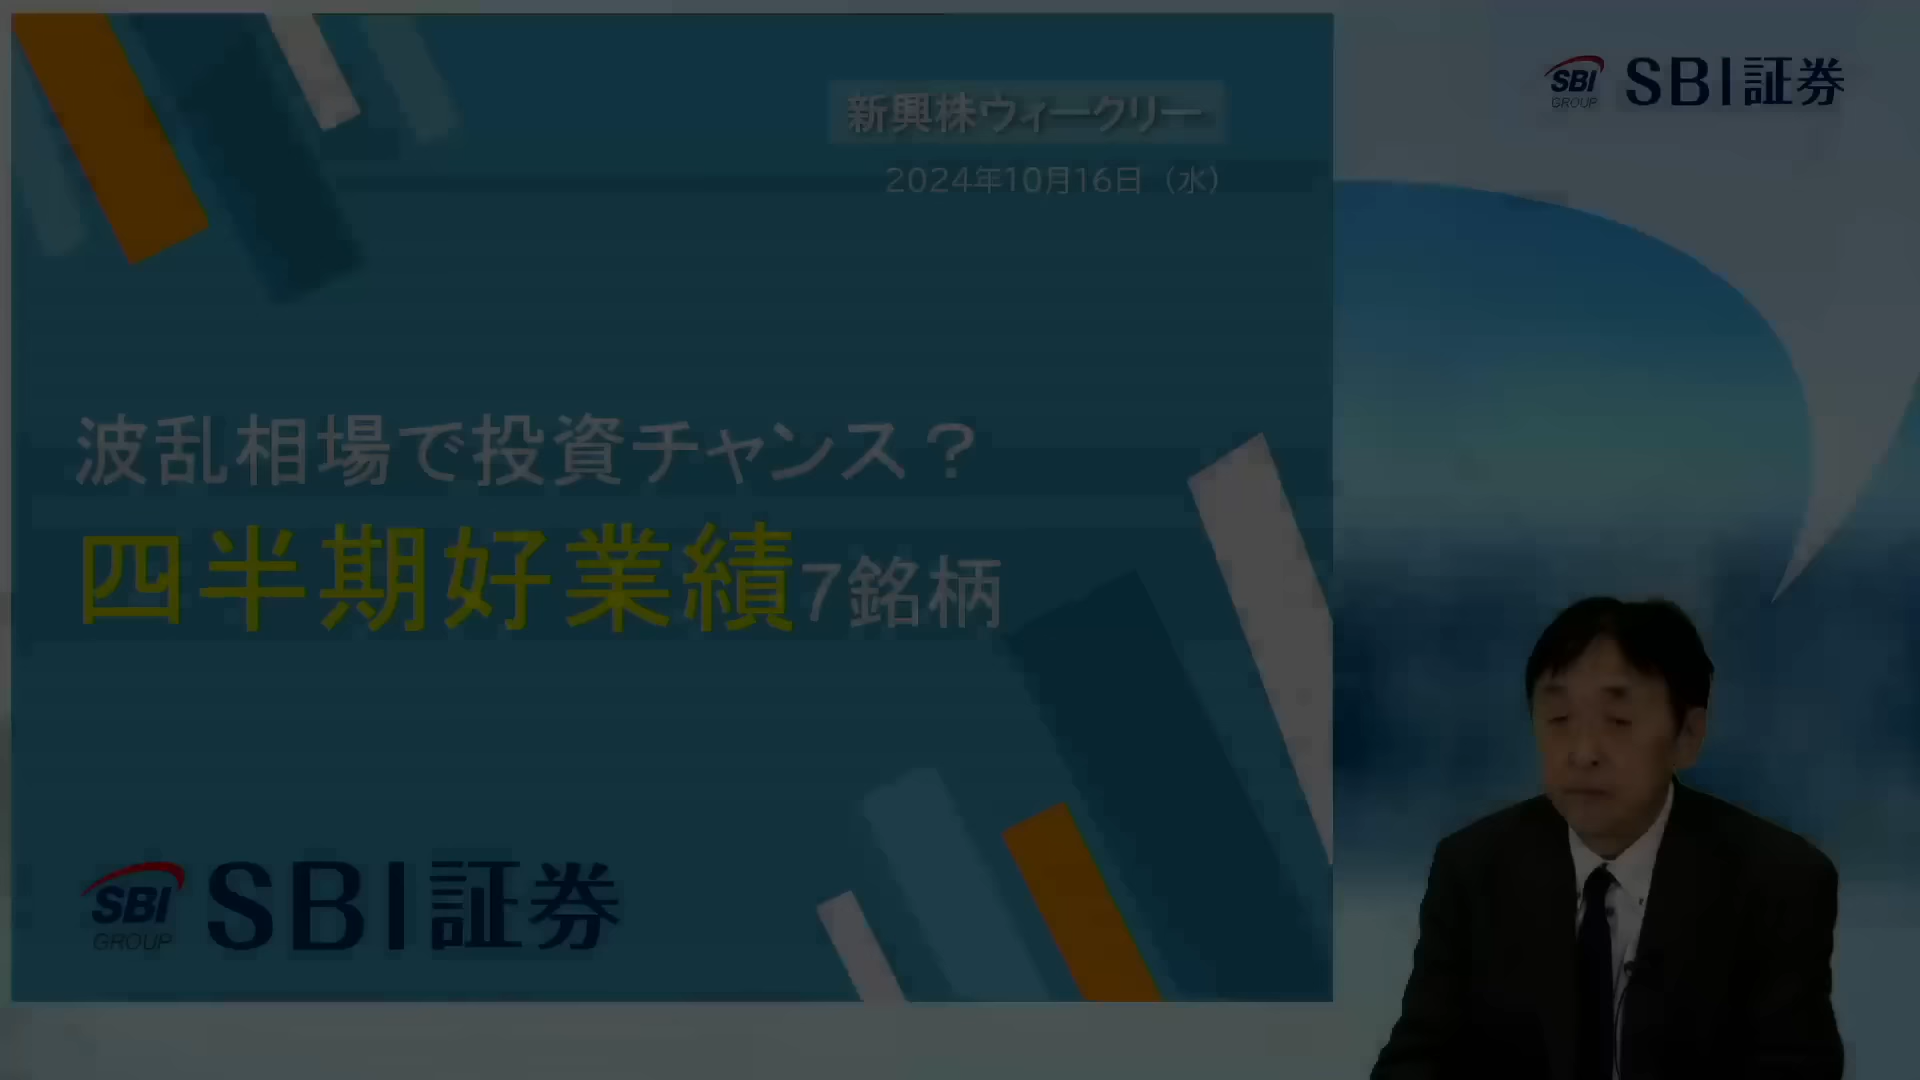 新興株ウィークリー
2024年10月16日（水）
波乱相場で投資チャンス？
四半期好業績7銘柄
SBI GROUP SBI証券
SBI GROUP SBI証券